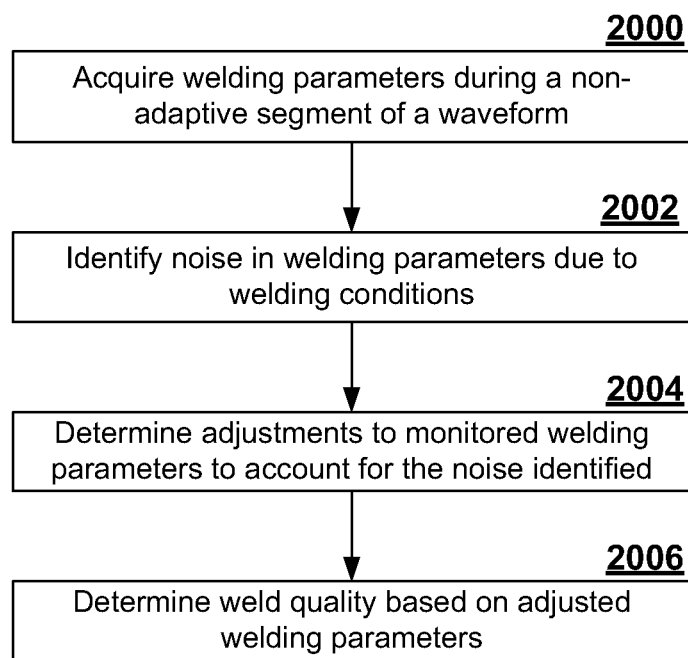 2000
Acquire welding parameters during a non-
adaptive segment of a waveform
2002
Identify noise in welding parameters due to
welding conditions
2004
Determine adjustments to monitored welding
parameters to account for the noise identified
2006
Determine weld quality based on adjusted
welding parameters